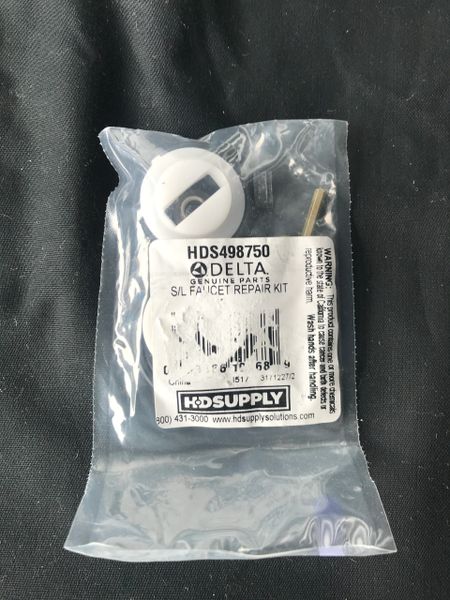 HDS498750
DELTA
GENUINE PARTS
S/L FAUCET REPAIR KIT
China
HDSUPPLY
800) 431-3000 www.hdsupplysolutions.com
WARNING: This product contains one or more chemicals
known to the state of California to cause cancer and birth defects or
reproductive harm. Wash hands after handling.